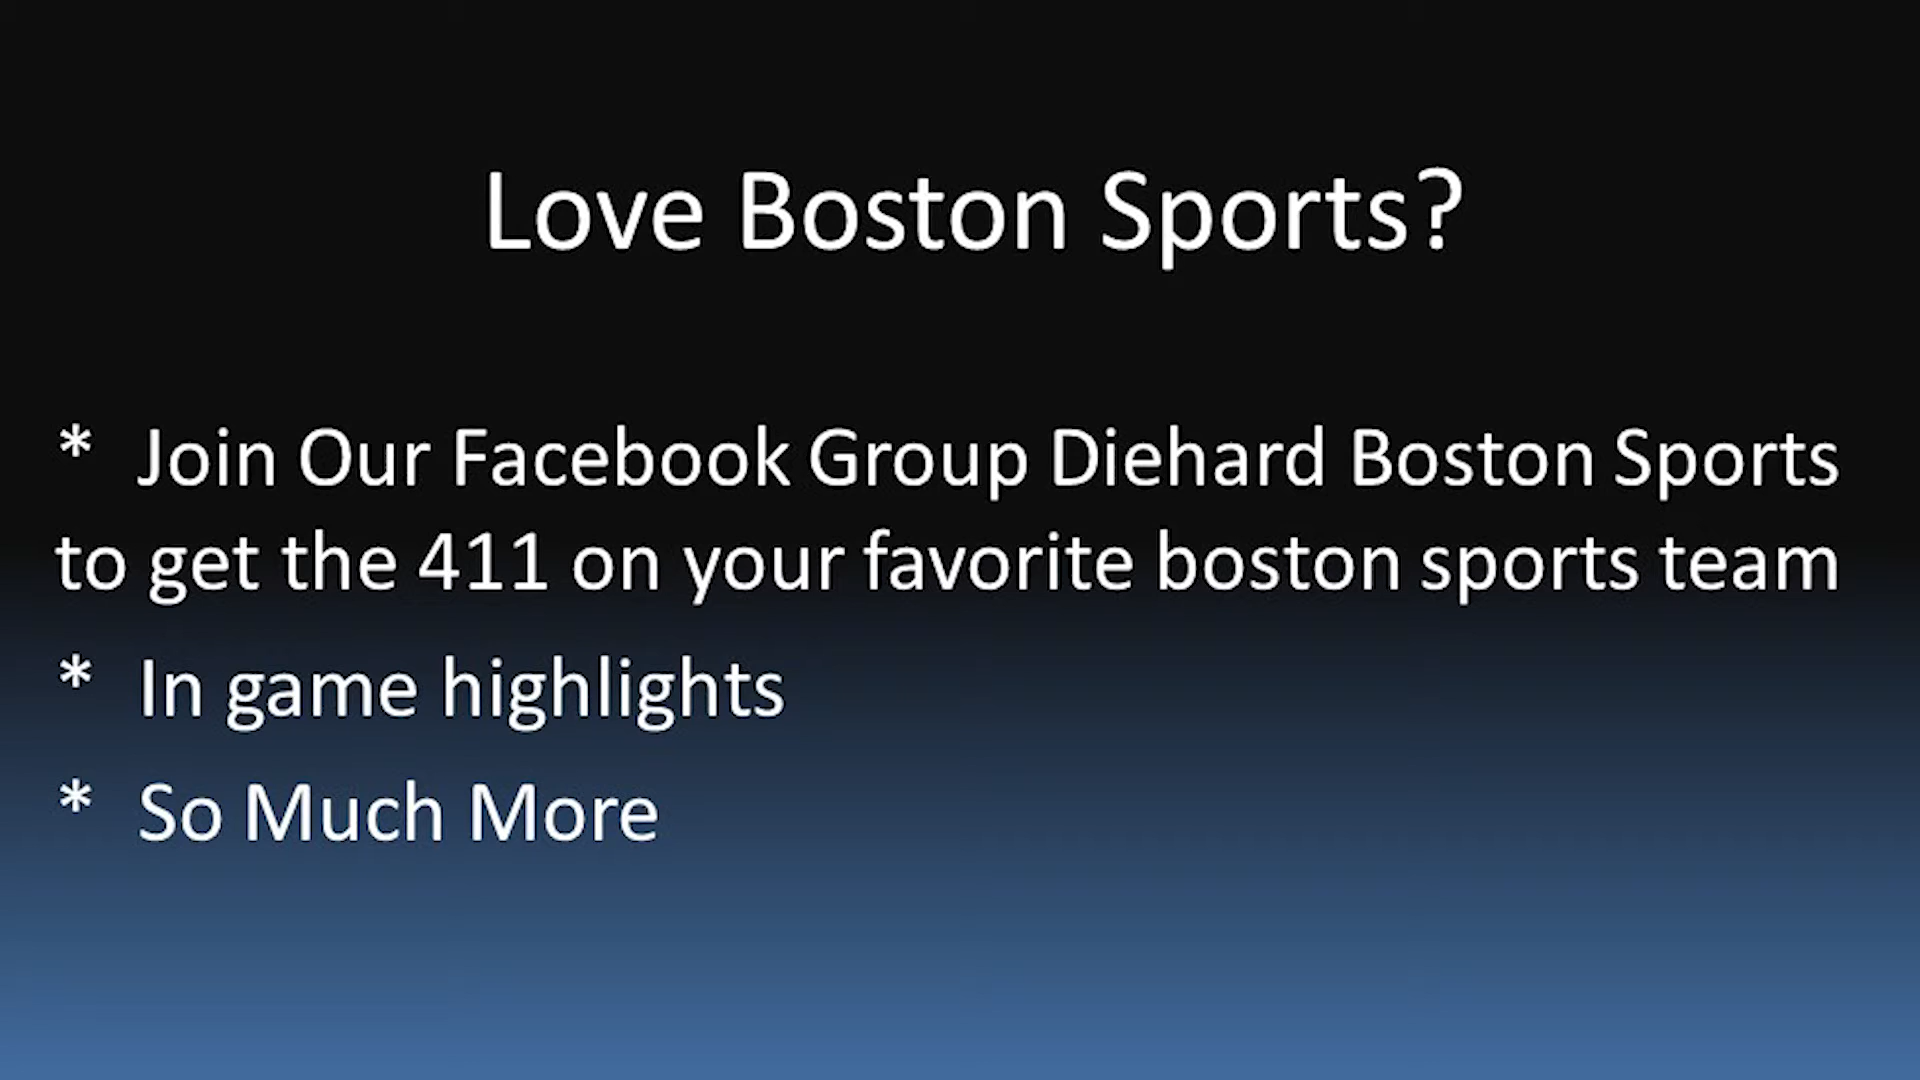 Love Boston Sports?
* Join Our Facebook Group Diehard Boston Sports
to get the 411 on your favorite boston sports team
* In game highlights
* So Much More